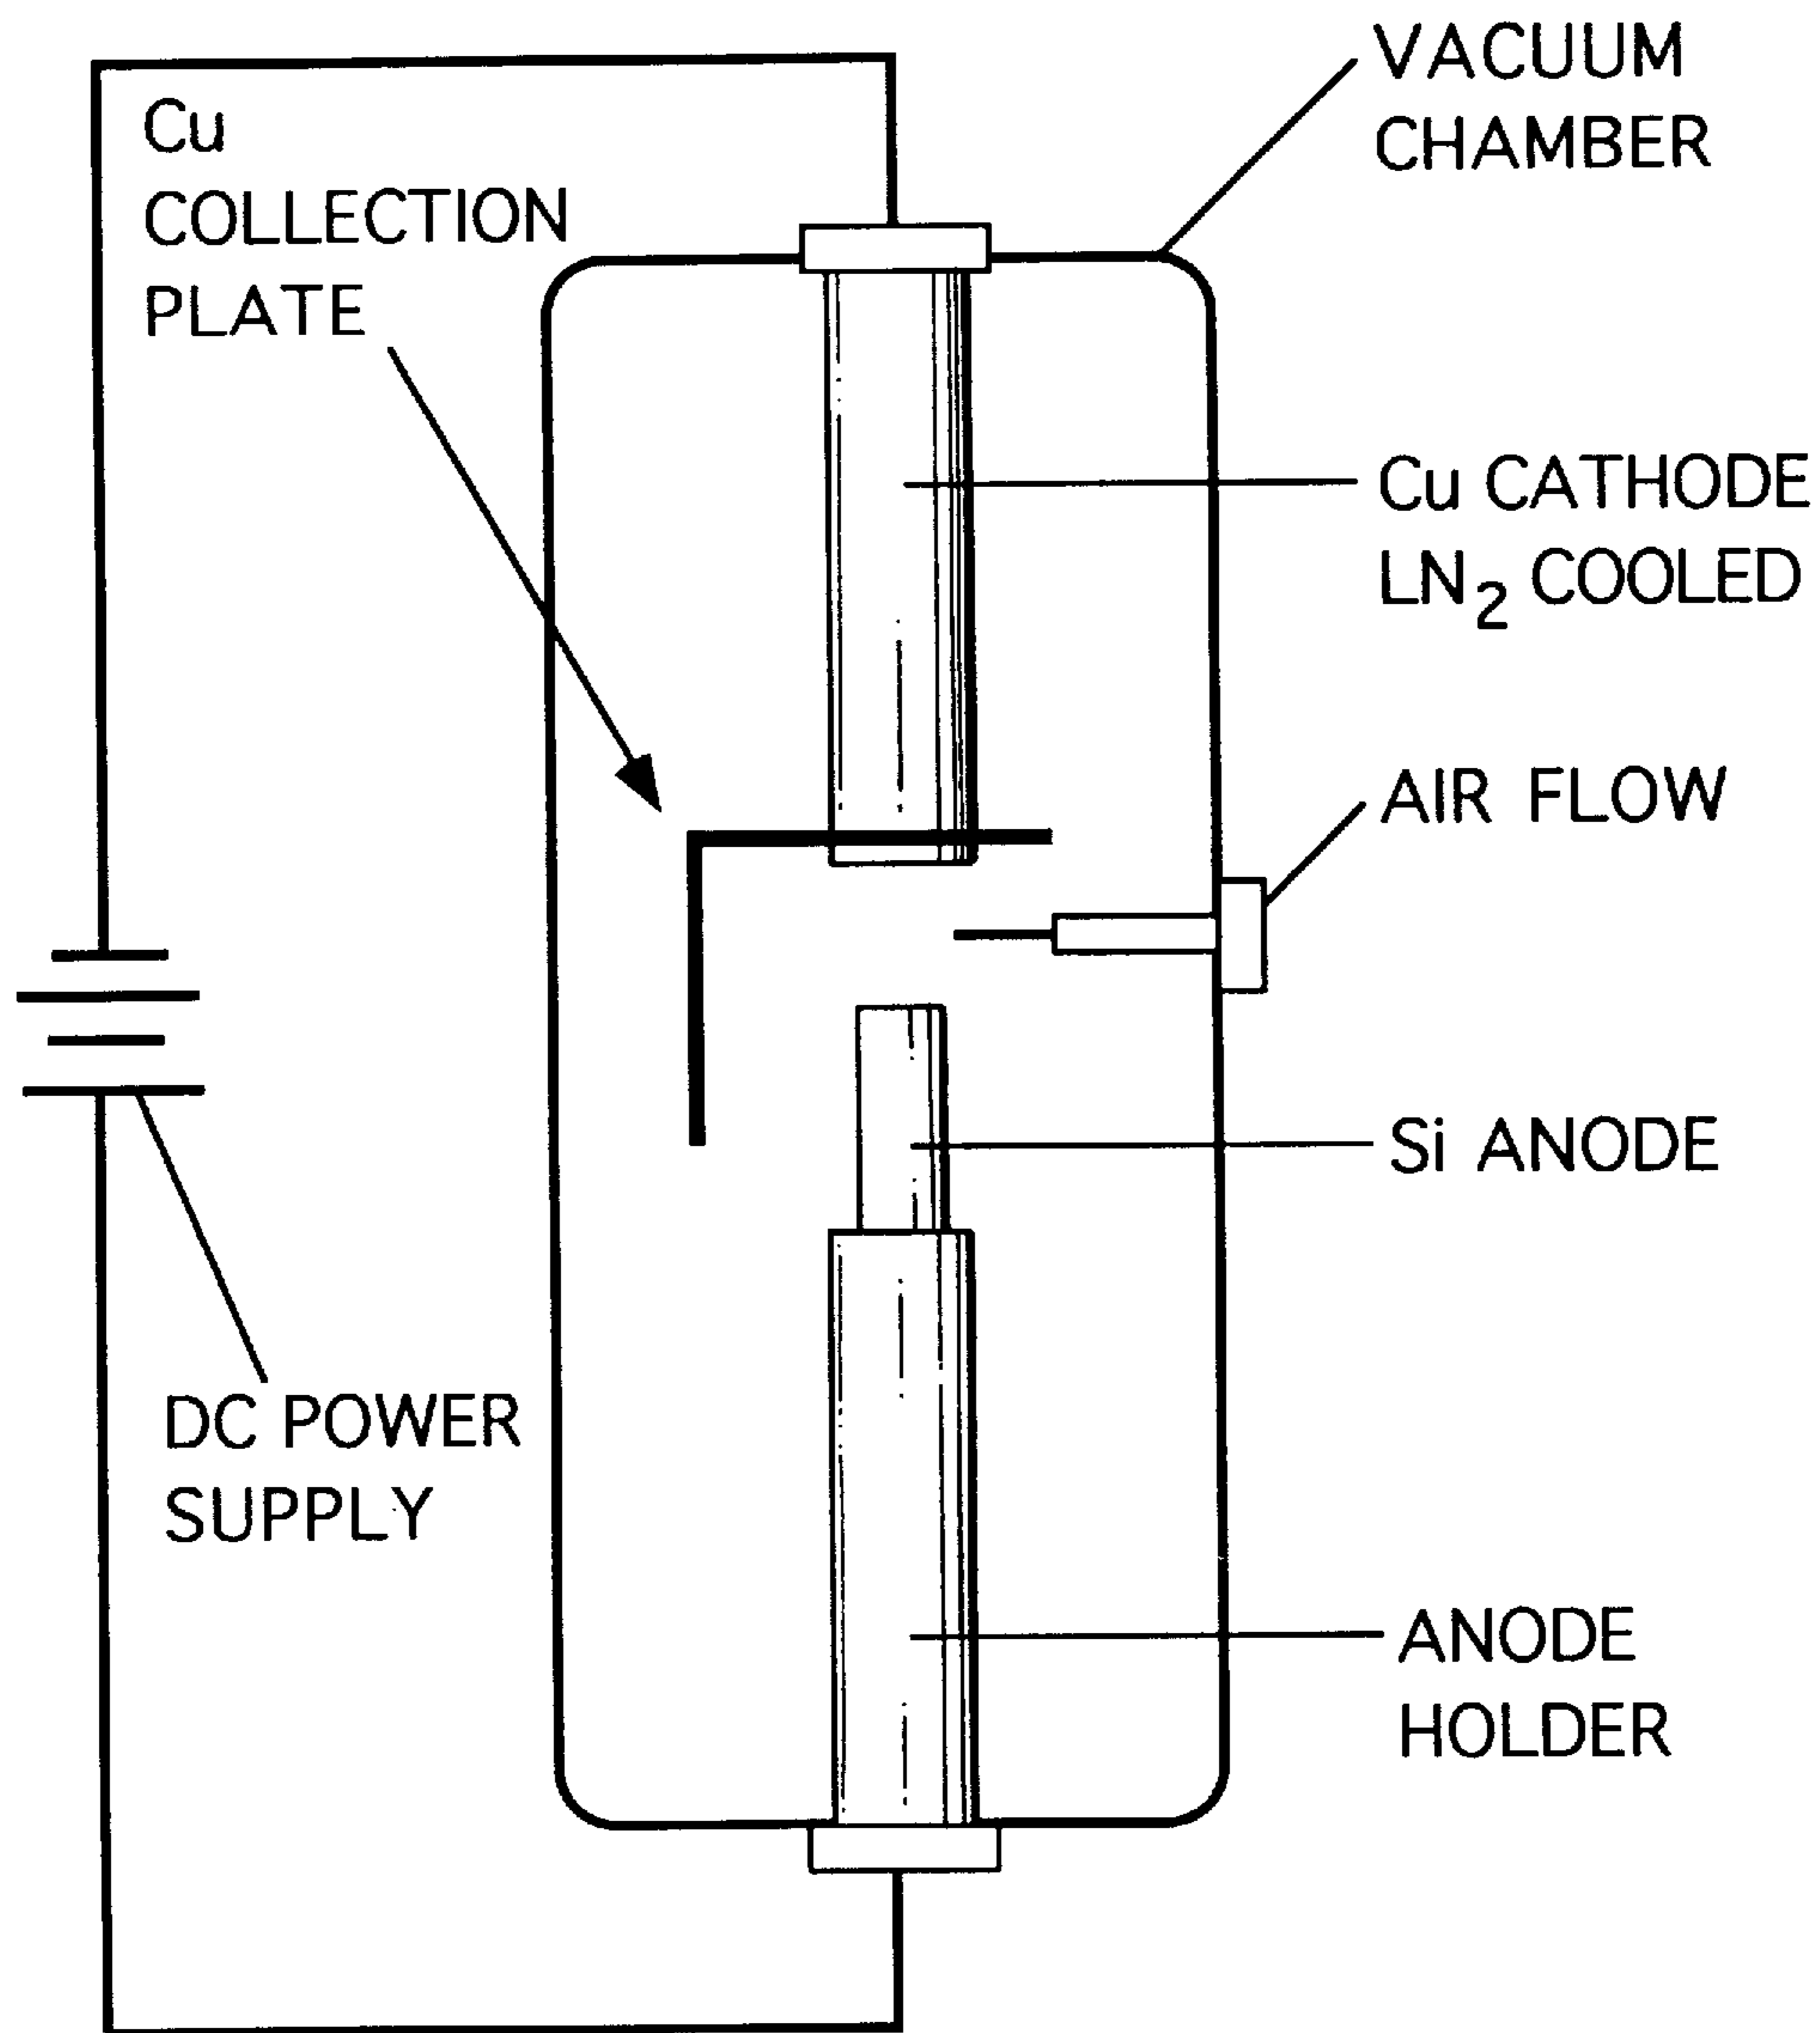 Cu
COLLECTION
PLATE
VACUUM
CHAMBER
Cu CATHODE
LN₂ COOLED
AIR FLOW
Si ANODE
DC POWER
SUPPLY
ANODE
HOLDER